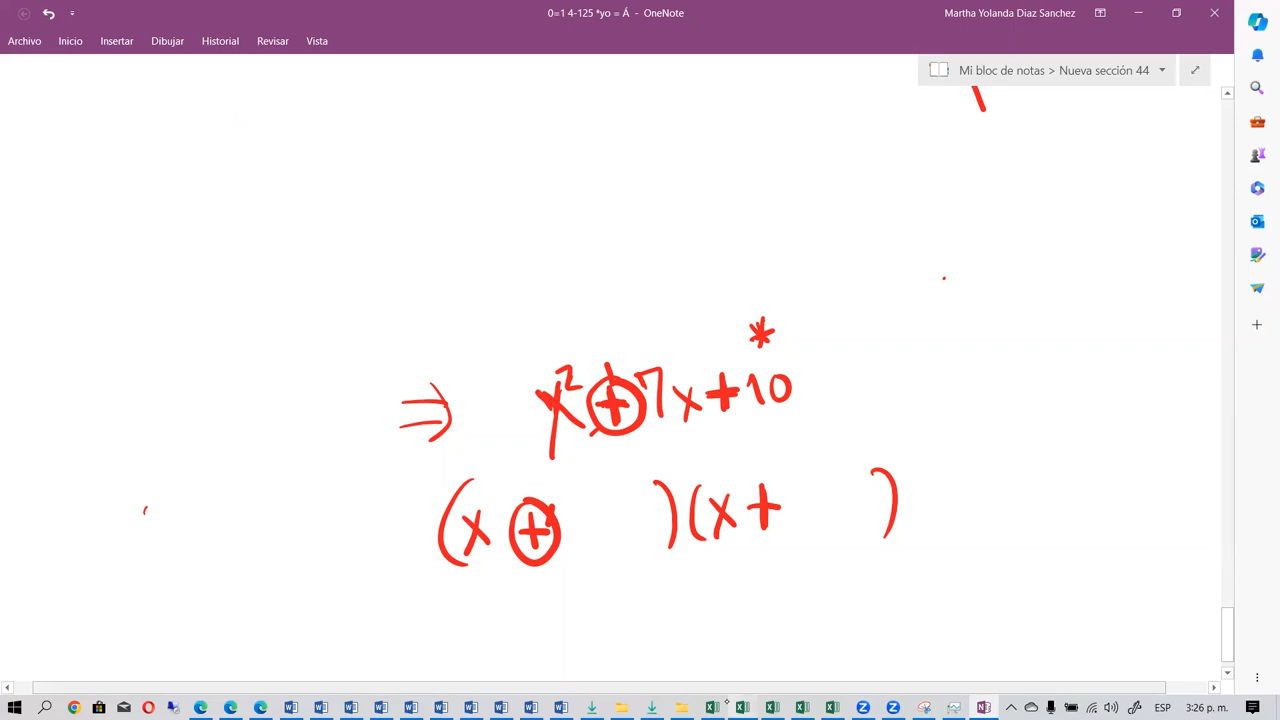 0=1 4-125 *yo = Á - OneNote
Martha Yolanda Diaz Sanchez
Archivo Inicio Insertar Dibujar Historial Revisar Vista
Mi bloc de notas > Nueva sección 44
*
⇒ x² + 7x + 10
(x + )(x + )
ESP 3:26 p. m.